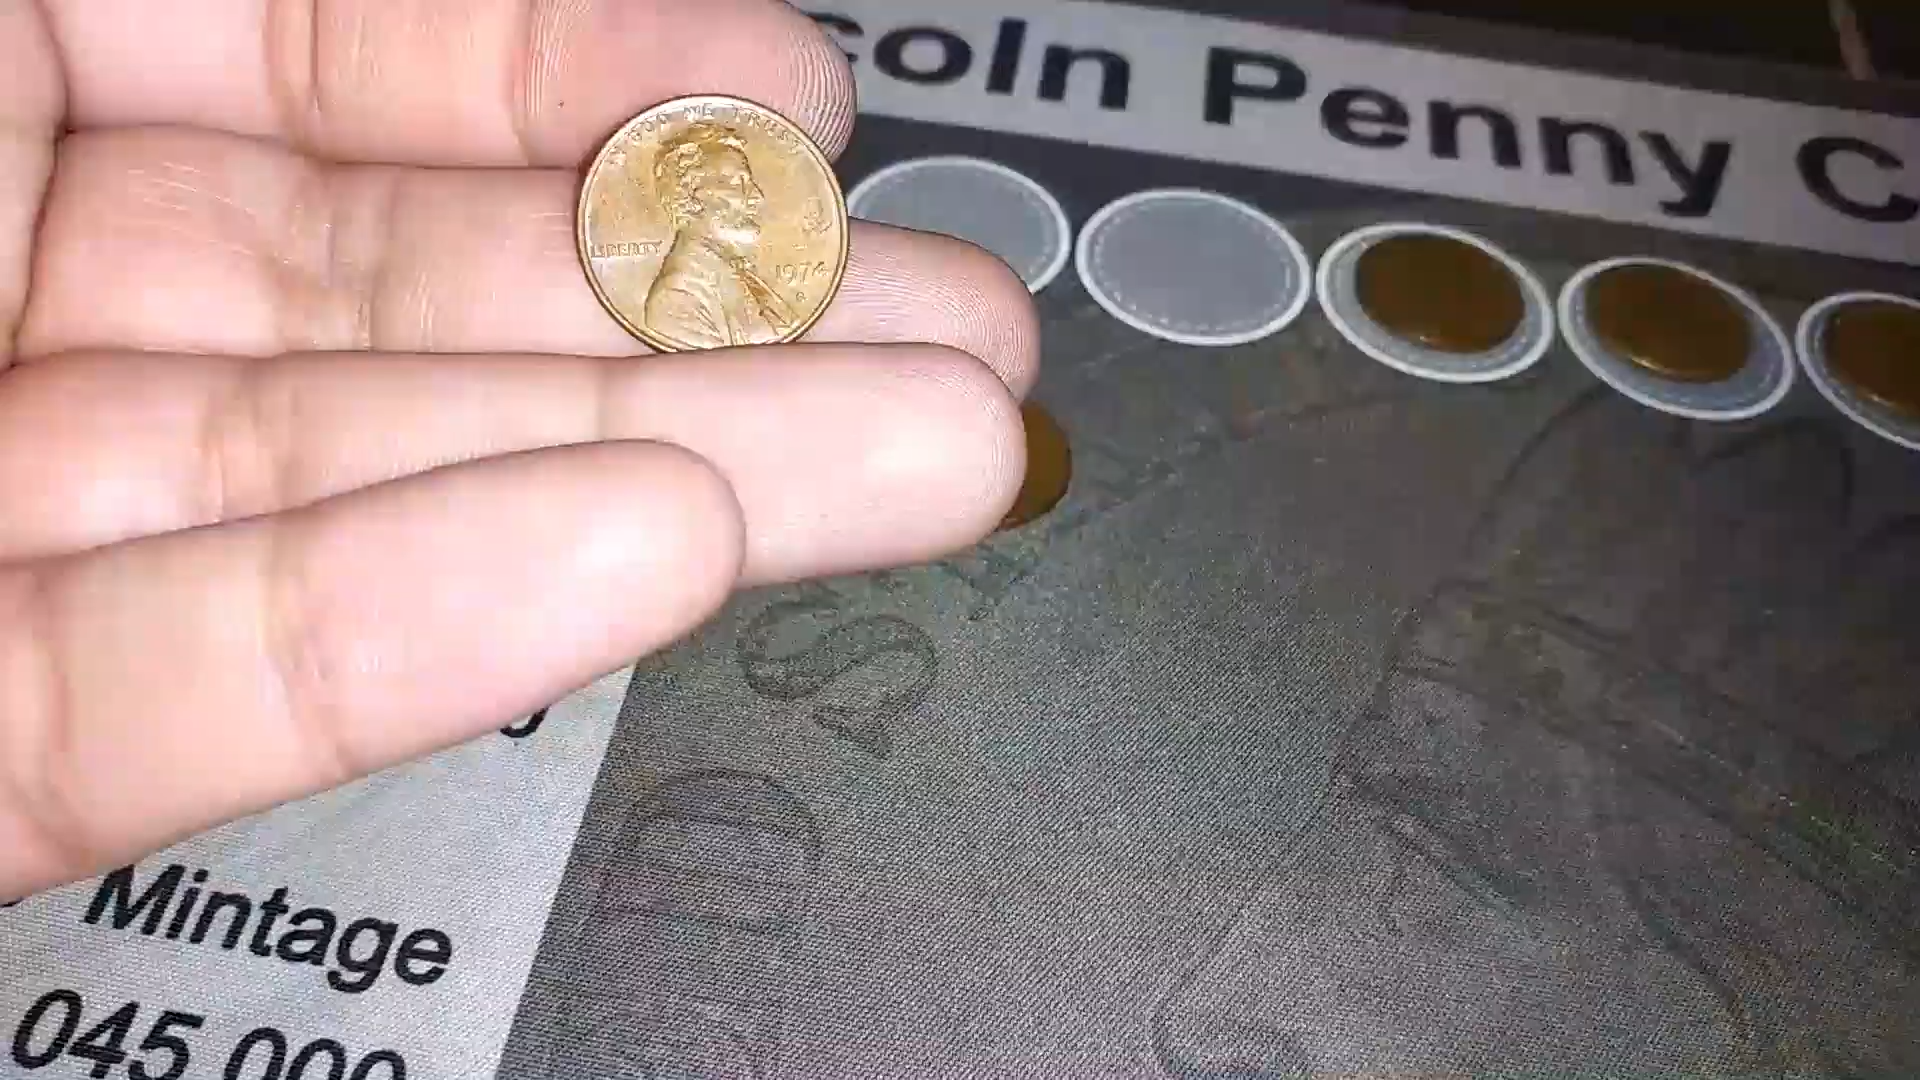 coln Penny C
IN GOD WE TRUST
LIBERTY
1974
Mintage
045,000